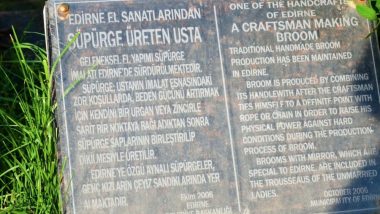 EDİRNE EL SANATLARINDAN
SÜPÜRGE ÜRETEN USTA
GELENEKSEL EL YAPIMI SÜPÜRGE
İMALATI EDİRNE'DE SÜRDÜRÜLMEKTEDİR.
SÜPÜRGE, USTANIN İMALAT ESNASINDAKİ
ZOR KOŞULLARDA, BEDEN GÜCÜNÜ ARTIRMAK
İÇİN KENDİNİ BİR URGAN VEYA ZİNCİRLE
SABİT BİR NOKTAYA BAĞLADIKTAN SONRA
SÜPÜRGE SAPLARININ BİRLEŞTİRİLİP
DİKİLMESİYLE ÜRETİLİR.
EDİRNE'YE ÖZGÜ AYNALI SÜPÜRGELER,
GENÇ KIZLARIN ÇEYİZ SANDIKLARINDA YER
ALMAKTADIR.
Ekim 2006
EDİRNE
ONE OF THE HANDCRAF
OF EDIRNE
A CRAFTSMAN MAKING
BROOM
TRADITIONAL HANDMADE BROOM
PRODUCTION HAS BEEN MAINTAINED
IN EDIRNE.
BROOM IS PRODUCED BY COMBINING
ITS HANDLE WITH AFTER THE CRAFTSMAN
TIES HIMSELF TO A DEFINITE POINT WITH
ROPE OR CHAIN IN ORDER TO RAISE HIS
PHYSICAL POWER AGAINST HARD
CONDITIONS DURING THE PRODUCTION
PROCESS OF BROOM.
BROOMS WITH MIRROR, WHICH ARE
SPECIAL TO EDIRNE, ARE INCLUDED IN
THE TROUSSEAUS OF THE UNMARRIED
LADIES.
OCTOBER 2006
MUNICIPALITY OF EDIRNE